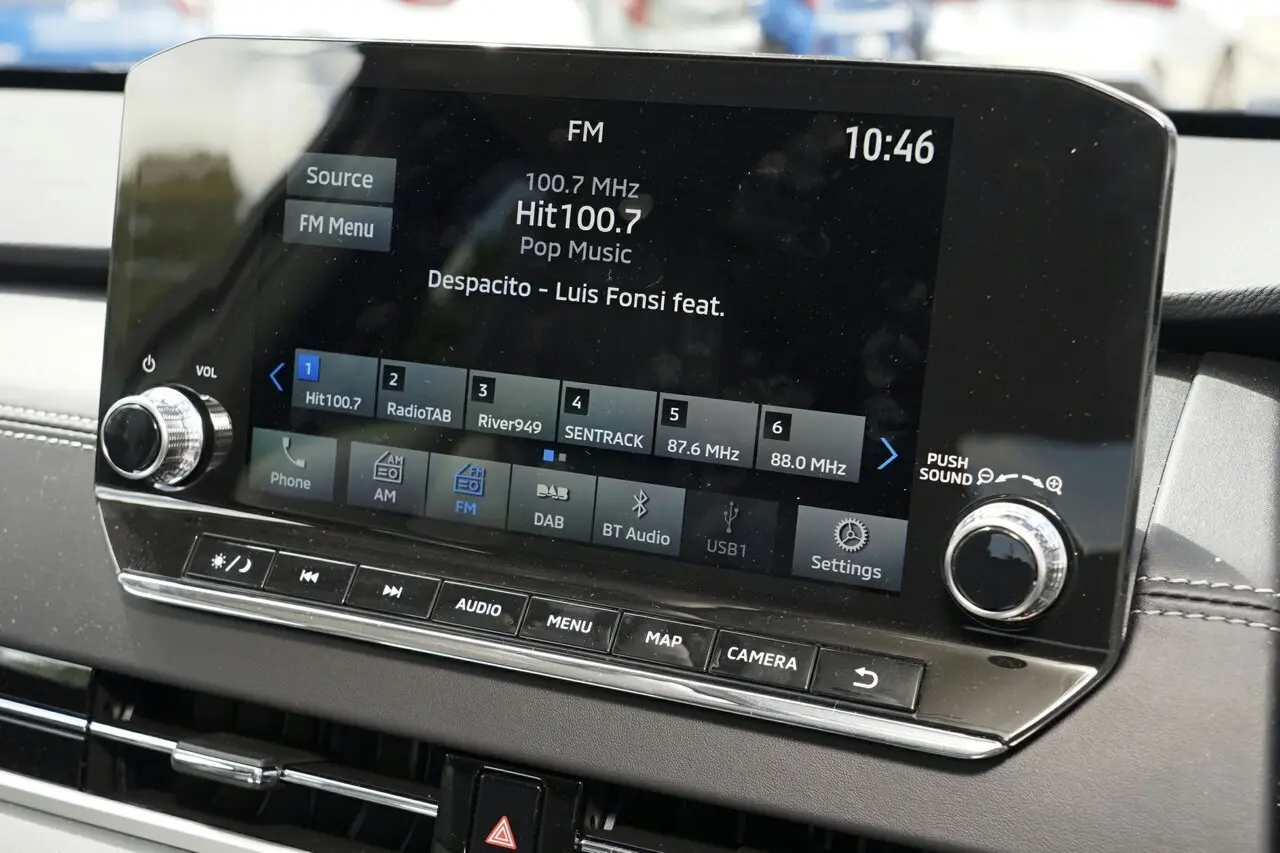 FM
10:46
Source
FM Menu
100.7 MHz
Hit100.7
Pop Music
Despacito - Luis Fonsi feat.
VOL
1 Hit100.7
2 RadioTAB
3 River949
4 SENTRACK
5 87.6 MHz
6 88.0 MHz
PUSH
SOUND
Phone
AM
AM
FM
FM
DAB
DAB
BT Audio
USB1
Settings
AUDIO
MENU
MAP
CAMERA